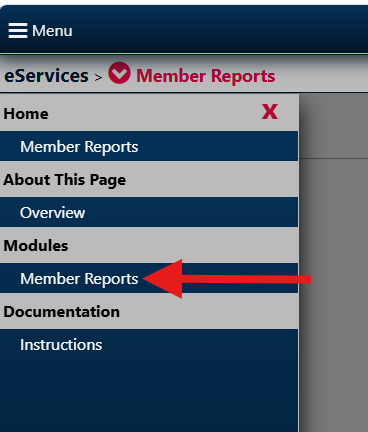 Menu
eServices > Member Reports
Home X
Member Reports
About This Page
Overview
Modules
Member Reports
Documentation
Instructions